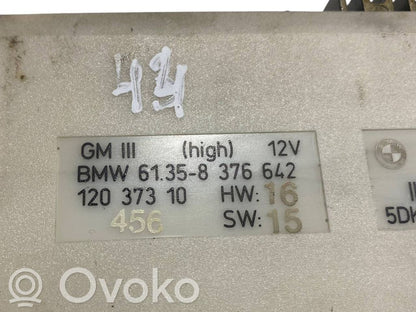 GM III (high) 12V
BMW 61.35-8 376 642
120 373 10 HW: 16
456 SW: 15
5DK
OVOKO